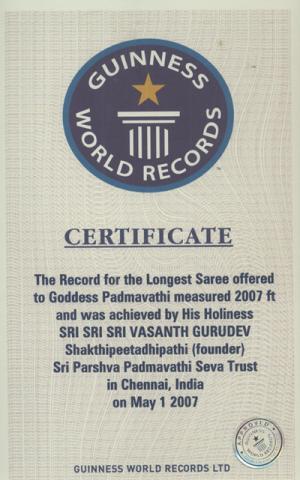 GUINNESS
WORLD RECORDS
CERTIFICATE
The Record for the Longest Saree offered
to Goddess Padmavathi measured 2007 ft
and was achieved by His Holiness
SRI SRI SRI VASANTH GURUDEV
Shakthipeetadhipathi (founder)
Sri Parshva Padmavathi Seva Trust
in Chennai, India
on May 1 2007
APPROVED
GUINNESS WORLD RECORDS LTD